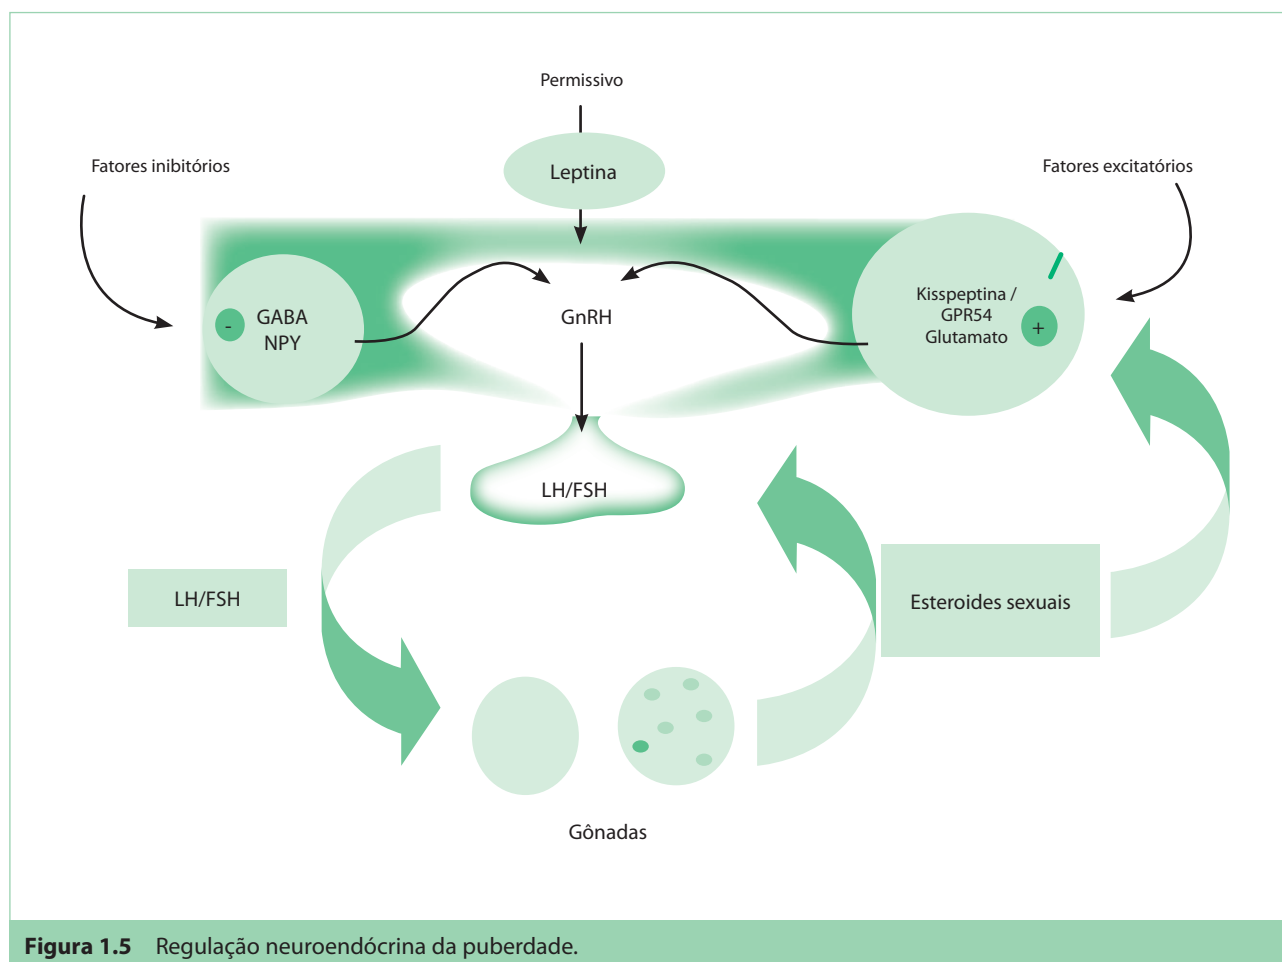 Permissivo
Fatores inibitórios
Leptina
Fatores excitatórios
-
GABA
NPY
GnRH
Kisspeptina /
GPR54
Glutamato
+
LH/FSH
LH/FSH
Esteroides sexuais
Gônadas
Figura 1.5 Regulação neuroendócrina da puberdade.